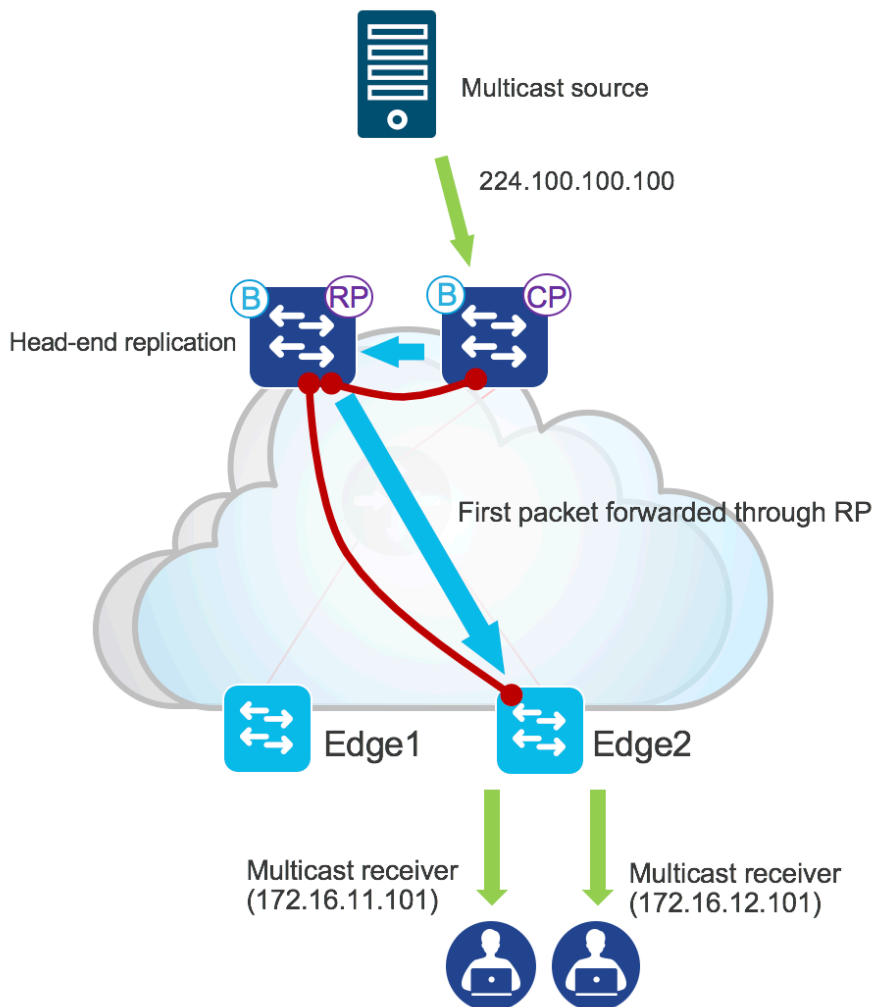 Multicast source
224.100.100.100
B
RP
B
CP
Head-end replication
First packet forwarded through RP
Edge1
Edge2
Multicast receiver
(172.16.11.101)
Multicast receiver
(172.16.12.101)